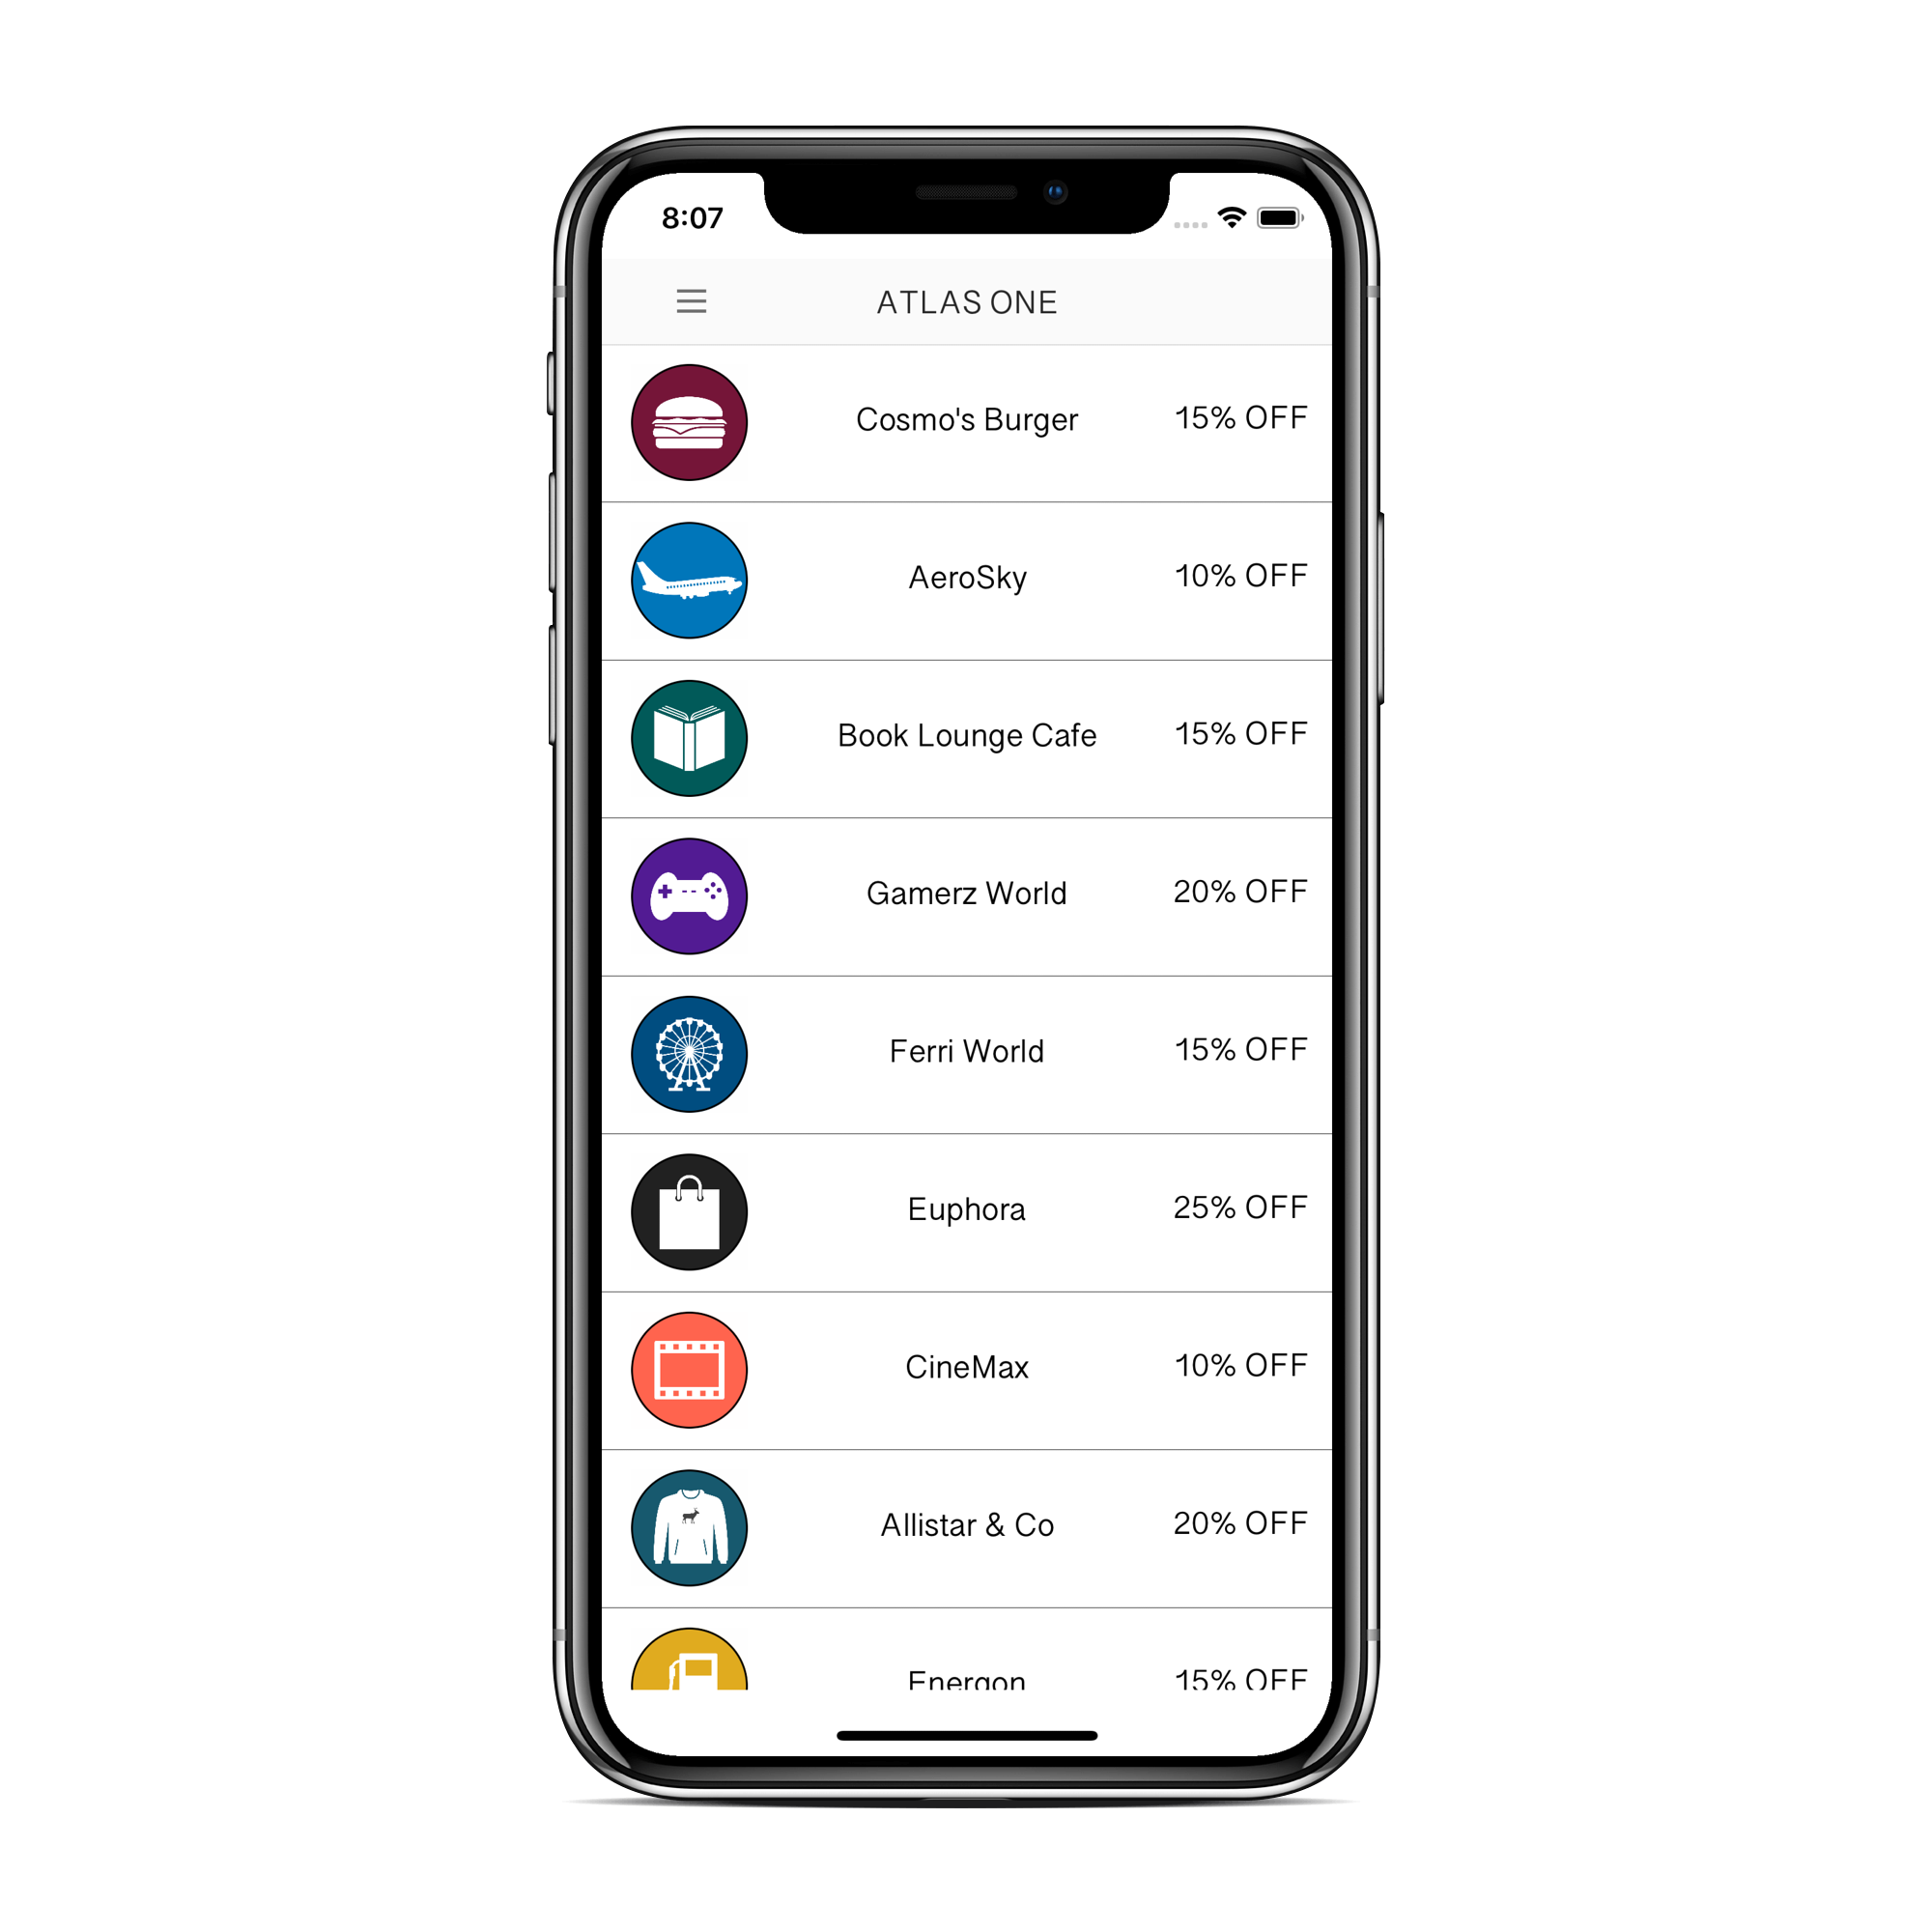 8:07
ATLAS ONE
Cosmo's Burger 15% OFF
AeroSky 10% OFF
Book Lounge Cafe 15% OFF
Gamerz World 20% OFF
Ferri World 15% OFF
Euphora 25% OFF
CineMax 10% OFF
Allistar & Co 20% OFF
Energon 15% OFF